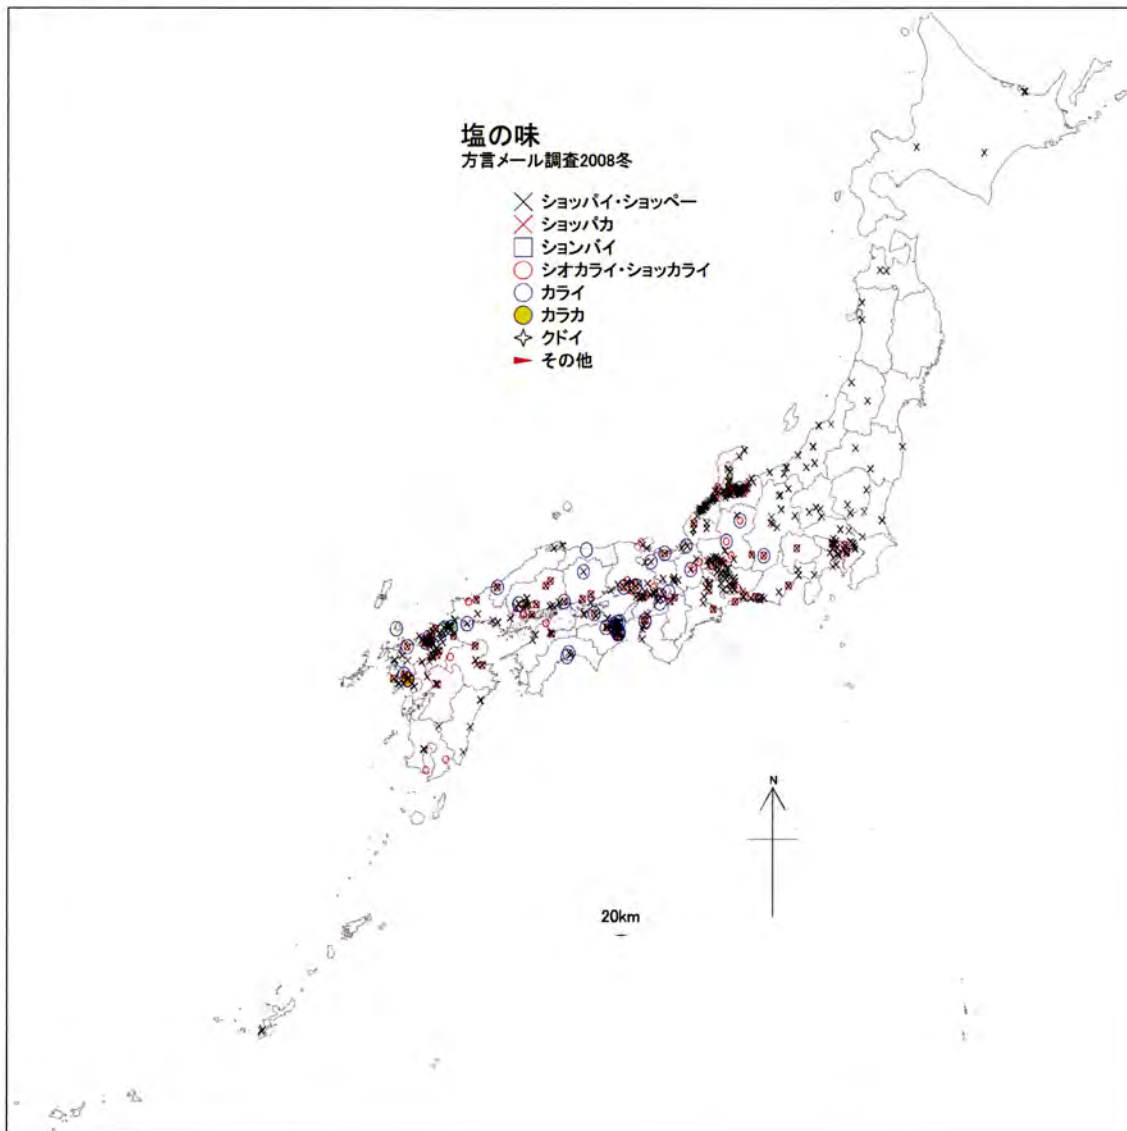 塩の味
方言メール調査2008冬
ショッパイ・ショッペー
ショッパカ
ションバイ
シオカライ・ショッカライ
カライ
カラカ
クドイ
その他
N
20km